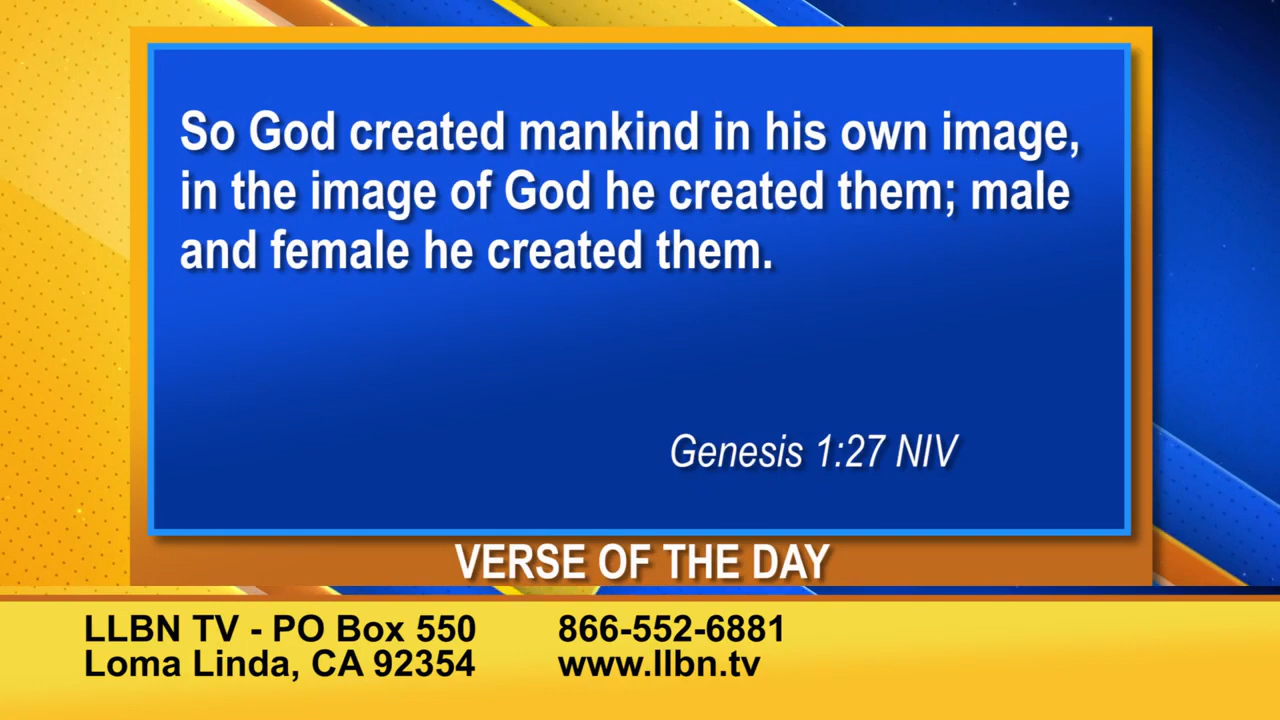 So God created mankind in his own image,
in the image of God he created them; male
and female he created them.
Genesis 1:27 NIV
VERSE OF THE DAY
LLBN TV - PO Box 550
Loma Linda, CA 92354
866-552-6881
www.llbn.tv